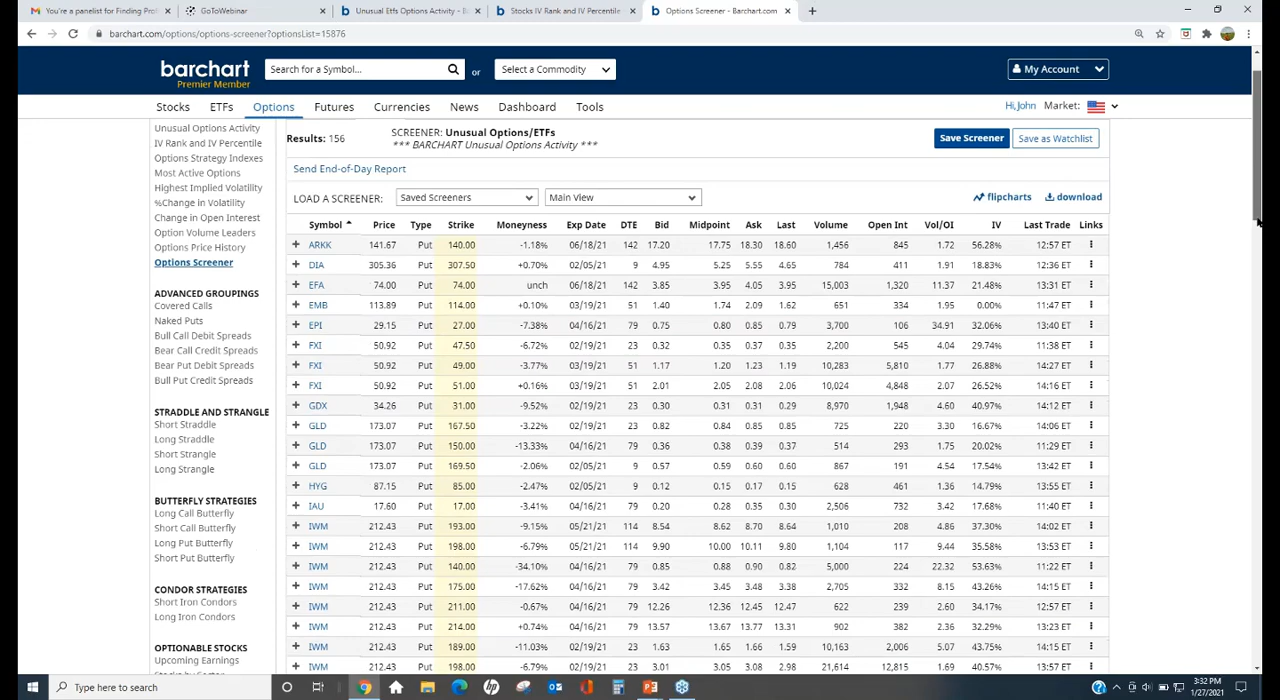 You're a panelist for Finding Pro
GoToWebinar
Unusual Etfs Options Activity - B
Stocks IV Rank and IV Percentile
Options Screener - Barchart.com
barchart.com/options/options-screener?optionsList=15876
barchart
Premier Member
Search for a Symbol...
or
Select a Commodity
My Account
Stocks ETFs Options Futures Currencies News Dashboard Tools
Hi, John Market:
Unusual Options Activity
IV Rank and IV Percentile
Options Strategy Indexes
Most Active Options
Highest Implied Volatility
%Change in Volatility
Change in Open Interest
Option Volume Leaders
Options Price History
Options Screener
ADVANCED GROUPINGS
Covered Calls
Naked Puts
Bull Call Debit Spreads
Bear Call Credit Spreads
Bear Put Debit Spreads
Bull Put Credit Spreads
STRADDLE AND STRANGLE
Short Straddle
Long Straddle
Short Strangle
Long Strangle
BUTTERFLY STRATEGIES
Long Call Butterfly
Short Call Butterfly
Long Put Butterfly
Short Put Butterfly
CONDOR STRATEGIES
Short Iron Condors
Long Iron Condors
OPTIONABLE STOCKS
Upcoming Earnings
Results: 156
SCREENER: Unusual Options/ETFs
*** BARCHART Unusual Options Activity ***
Save Screener Save as Watchlist
Send End-of-Day Report
LOAD A SCREENER: Saved Screeners Main View flipcharts download
Symbol Price Type Strike Moneyness Exp Date DTE Bid Midpoint Ask Last Volume Open Int Vol/OI IV Last Trade Links
+ ARKK 141.67 Put 140.00 -1.18% 06/18/21 142 17.20 17.75 18.30 18.60 1,456 845 1.72 56.28% 12:57 ET
+ DIA 305.36 Put 307.50 +0.70% 02/05/21 9 4.95 5.25 5.55 4.65 784 411 1.91 18.83% 12:36 ET
+ EFA 74.00 Put 74.00 unch 06/18/21 142 3.85 3.95 4.05 3.95 15,003 1,320 11.37 21.48% 13:31 ET
+ EMB 113.89 Put 114.00 +0.10% 03/19/21 51 1.40 1.74 2.09 1.62 651 334 1.95 0.00% 11:47 ET
+ EPI 29.15 Put 27.00 -7.38% 04/16/21 79 0.75 0.80 0.85 0.79 3,700 106 34.91 32.06% 13:40 ET
+ FXI 50.92 Put 47.50 -6.72% 02/19/21 23 0.32 0.35 0.37 0.35 2,200 545 4.04 29.74% 11:38 ET
+ FXI 50.92 Put 49.00 -3.77% 03/19/21 51 1.17 1.20 1.23 1.19 10,283 5,810 1.77 26.88% 14:27 ET
+ FXI 50.92 Put 51.00 +0.16% 03/19/21 51 2.01 2.05 2.08 2.06 10,024 4,848 2.07 26.52% 14:16 ET
+ GDX 34.26 Put 31.00 -9.52% 02/19/21 23 0.30 0.31 0.31 0.29 8,970 1,948 4.60 40.97% 14:12 ET
+ GLD 173.07 Put 167.50 -3.22% 02/19/21 23 0.82 0.84 0.85 0.85 725 220 3.30 16.67% 14:06 ET
+ GLD 173.07 Put 150.00 -13.33% 04/16/21 79 0.36 0.38 0.39 0.37 514 293 1.75 20.02% 11:29 ET
+ GLD 173.07 Put 169.50 -2.06% 02/05/21 9 0.57 0.59 0.60 0.60 867 191 4.54 17.54% 13:42 ET
+ HYG 87.15 Put 85.00 -2.47% 02/05/21 9 0.12 0.15 0.17 0.15 628 461 1.36 14.79% 13:55 ET
+ IAU 17.60 Put 17.00 -3.41% 02/19/21 23 0.20 0.28 0.35 0.30 2,506 732 3.42 17.68% 11:40 ET
+ IWM 212.43 Put 193.00 -9.15% 05/21/21 114 8.54 8.62 8.70 8.64 1,010 208 4.86 37.30% 14:02 ET
+ IWM 212.43 Put 198.00 -6.79% 05/21/21 114 9.90 10.00 10.11 9.80 1,104 117 9.44 35.58% 13:53 ET
+ IWM 212.43 Put 140.00 -34.10% 04/16/21 79 0.85 0.88 0.90 0.82 5,000 224 22.32 53.63% 11:22 ET
+ IWM 212.43 Put 175.00 -17.62% 04/16/21 79 3.42 3.45 3.48 3.38 2,705 332 8.15 43.26% 14:15 ET
+ IWM 212.43 Put 211.00 -0.67% 04/16/21 79 12.26 12.36 12.45 12.47 622 239 2.60 34.17% 12:57 ET
+ IWM 212.43 Put 214.00 +0.74% 04/16/21 79 13.57 13.67 13.77 13.31 902 382 2.36 32.29% 13:23 ET
+ IWM 212.43 Put 189.00 -11.03% 02/19/21 23 1.63 1.65 1.66 1.59 10,163 2,006 5.07 43.75% 14:15 ET
+ IWM 212.43 Put 198.00 -6.79% 02/19/21 23 3.01 3.05 3.08 2.98 21,614 12,815 1.69 40.57% 13:57 ET
Type here to search
3:32 PM
1/27/2021